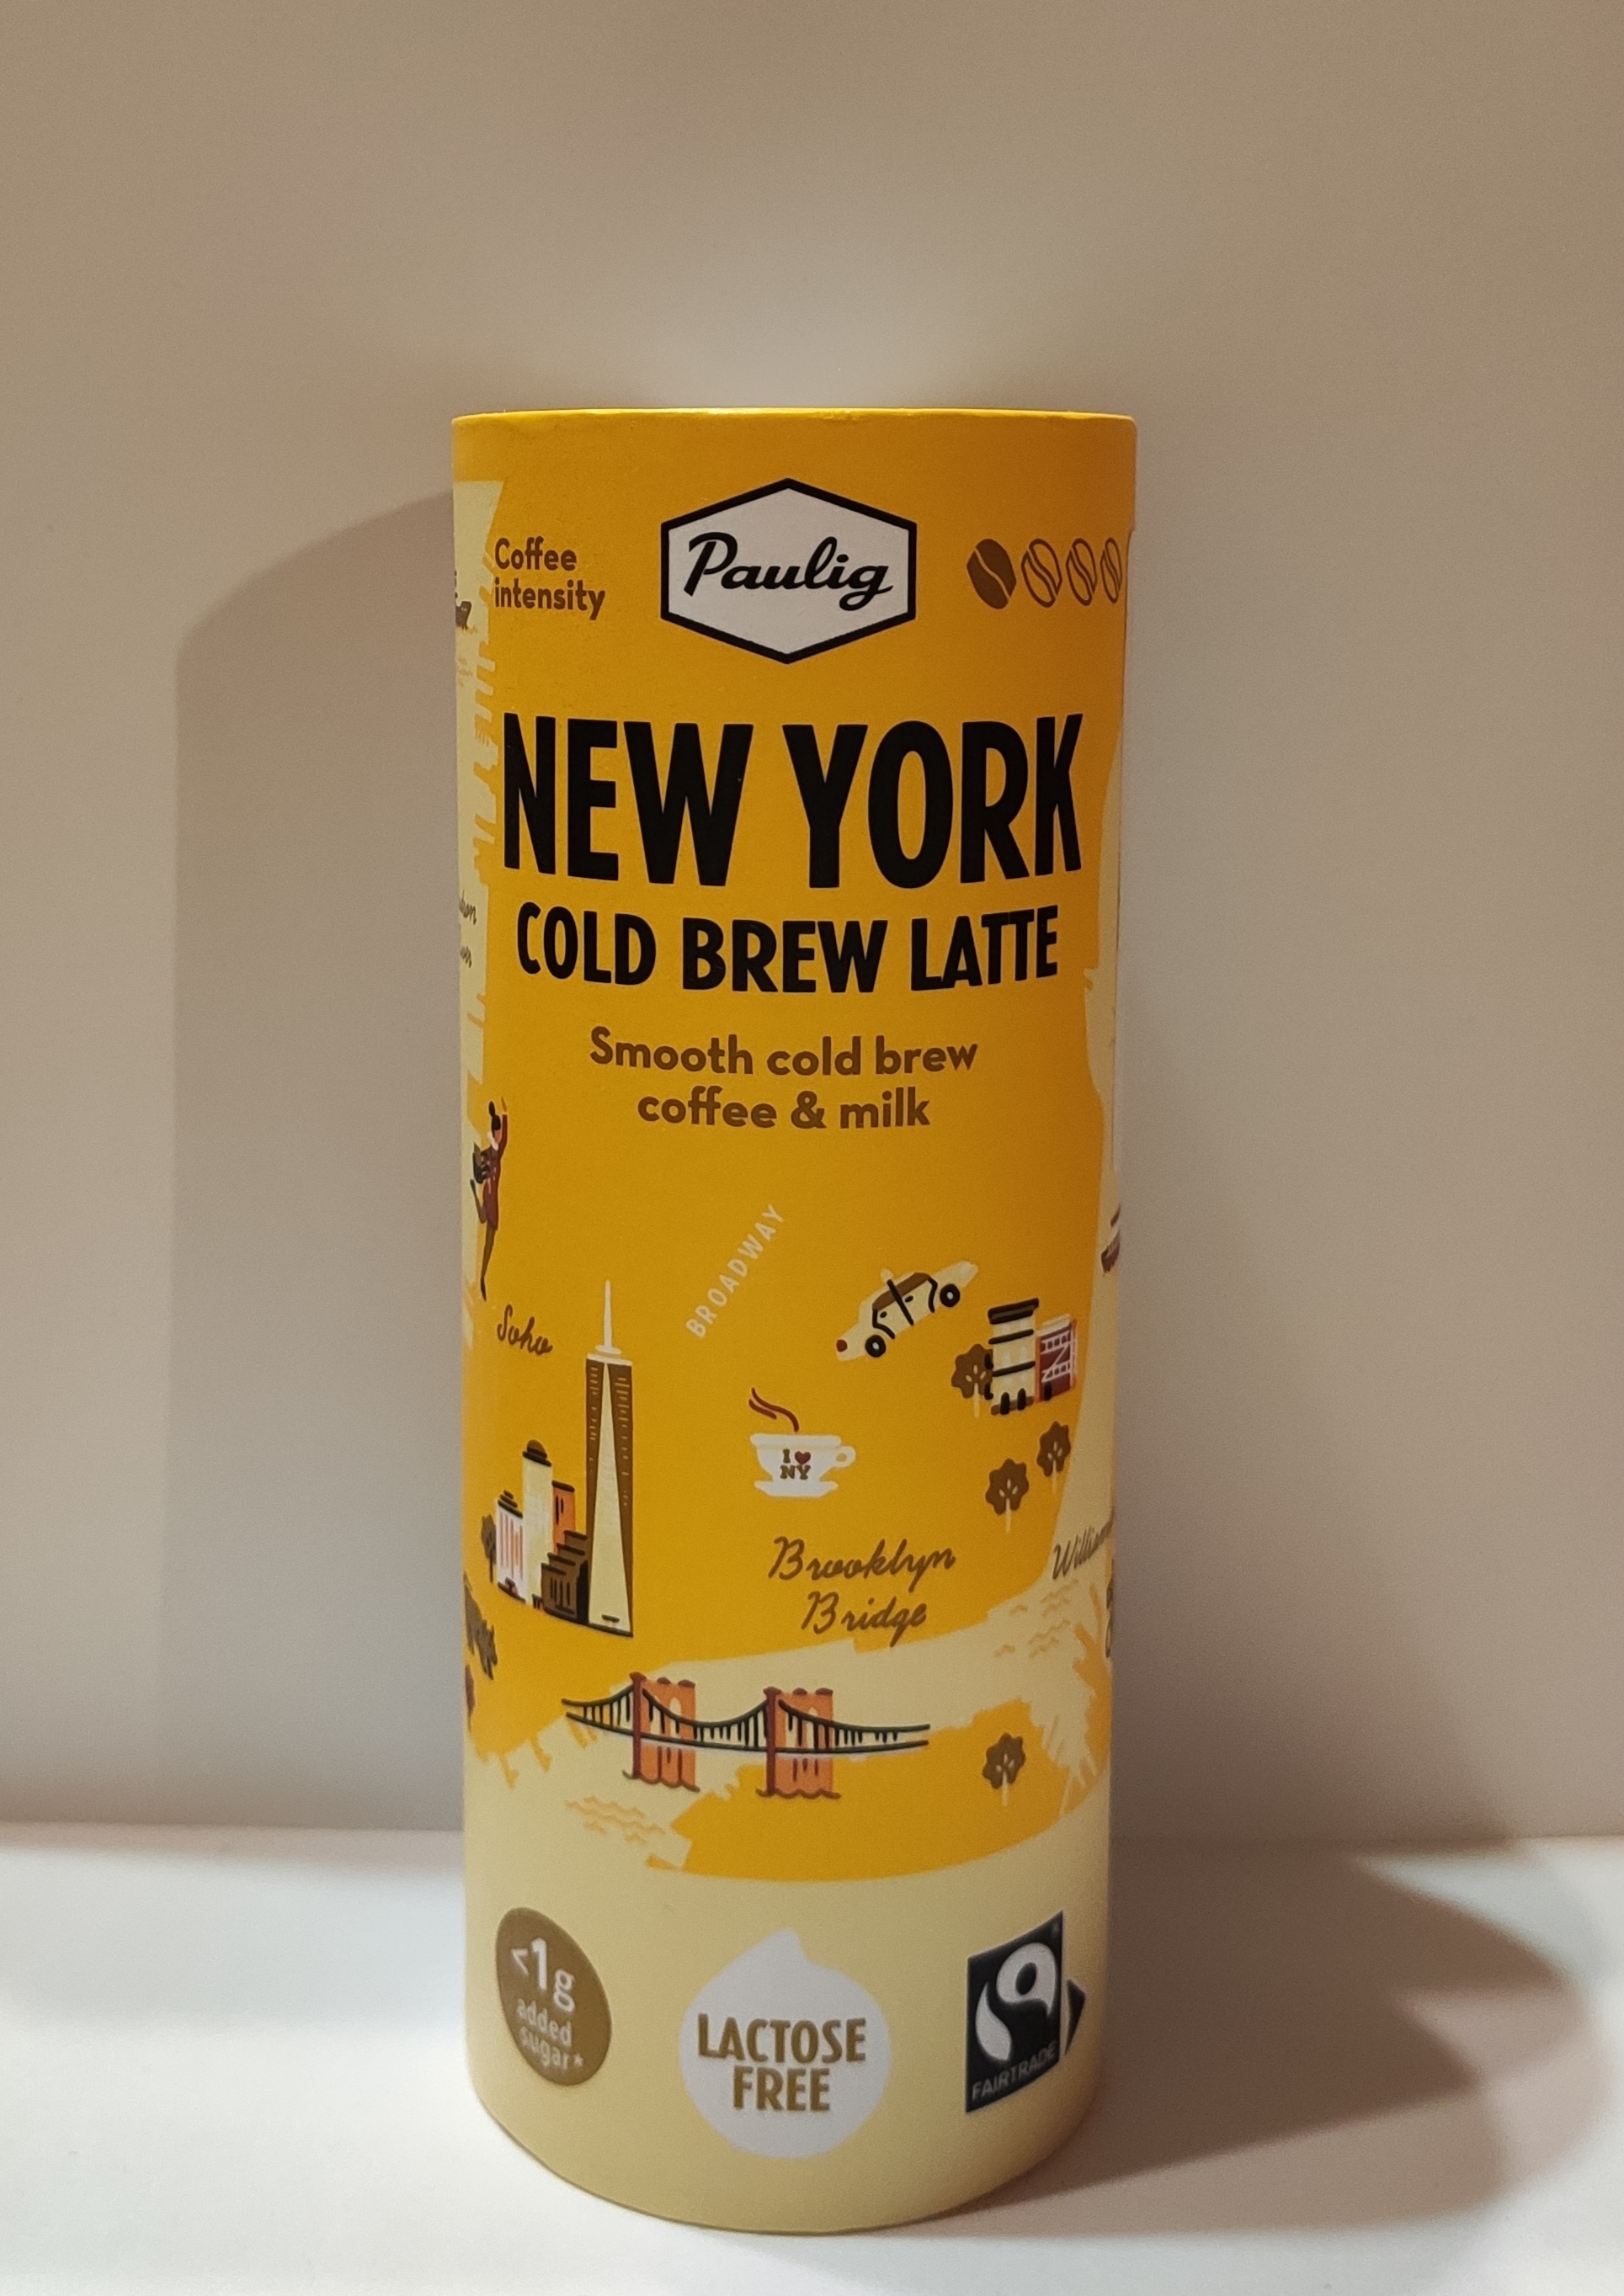 Coffee
intensity
Paulig
NEW YORK
COLD BREW LATTE
Smooth cold brew
coffee & milk
BROADWAY
Soho
I ♥
NY
Brooklyn
Bridge
<1g
added
sugar*
LACTOSE
FREE
FAIRTRADE